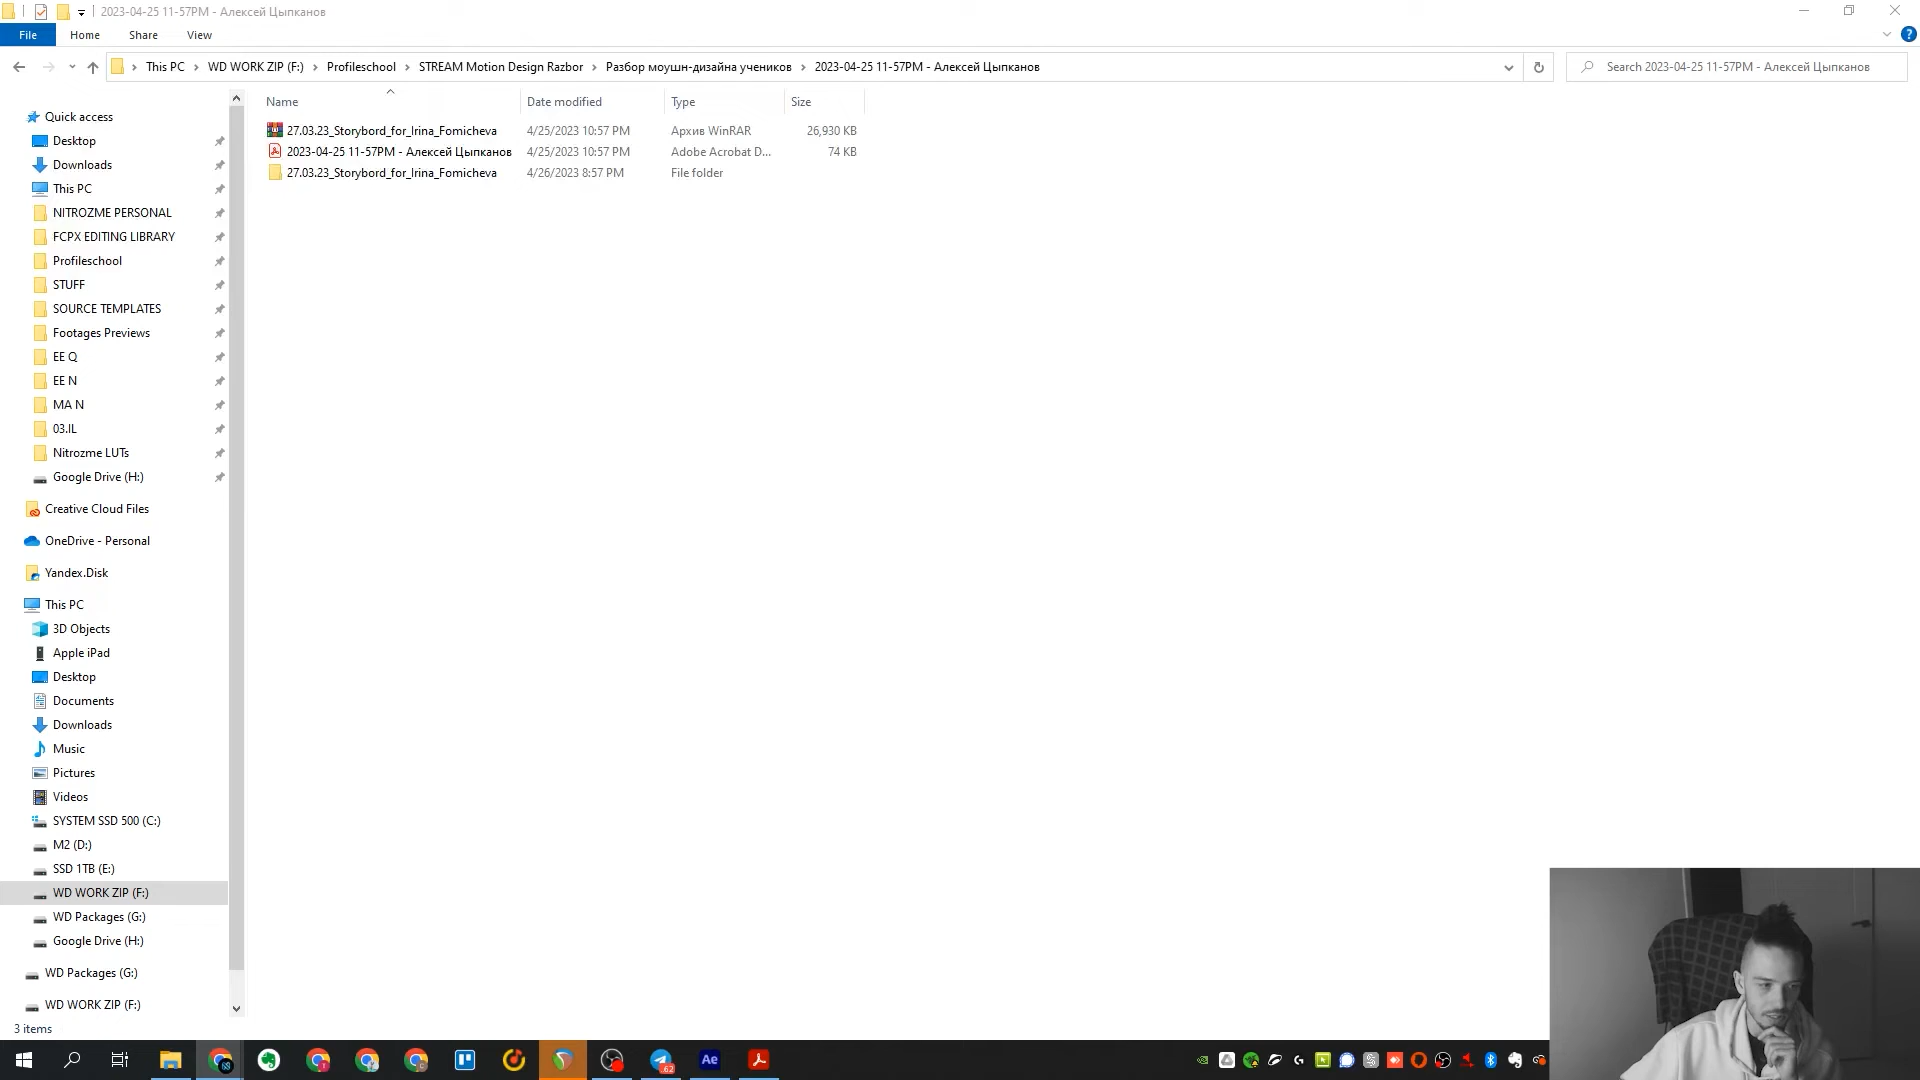 2023-04-25 11-57PM - Алексей Цыпканов
File Home Share View
This PC WD WORK ZIP (F:) Profileschool STREAM Motion Design Razbor Разбор моушн-дизайна учеников 2023-04-25 11-57PM - Алексей Цыпканов
Search 2023-04-25 11-57PM - Алексей Цыпканов
Name Date modified Type Size
27.03.23_Storybord_for_Irina_Fomicheva 4/25/2023 10:57 PM Архив WinRAR 26,930 KB
2023-04-25 11-57PM - Алексей Цыпканов 4/25/2023 10:57 PM Adobe Acrobat D... 74 KB
27.03.23_Storybord_for_Irina_Fomicheva 4/26/2023 8:57 PM File folder
Quick access
Desktop
Downloads
This PC
NITROZME PERSONAL
FCPX EDITING LIBRARY
Profileschool
STUFF
SOURCE TEMPLATES
Footages Previews
EE Q
EE N
MA N
03.IL
Nitrozme LUTs
Google Drive (H:)
Creative Cloud Files
OneDrive - Personal
Yandex.Disk
This PC
3D Objects
Apple iPad
Desktop
Documents
Downloads
Music
Pictures
Videos
SYSTEM SSD 500 (C:)
M2 (D:)
SSD 1TB (E:)
WD WORK ZIP (F:)
WD Packages (G:)
Google Drive (H:)
WD Packages (G:)
WD WORK ZIP (F:)
3 items
62
Ae